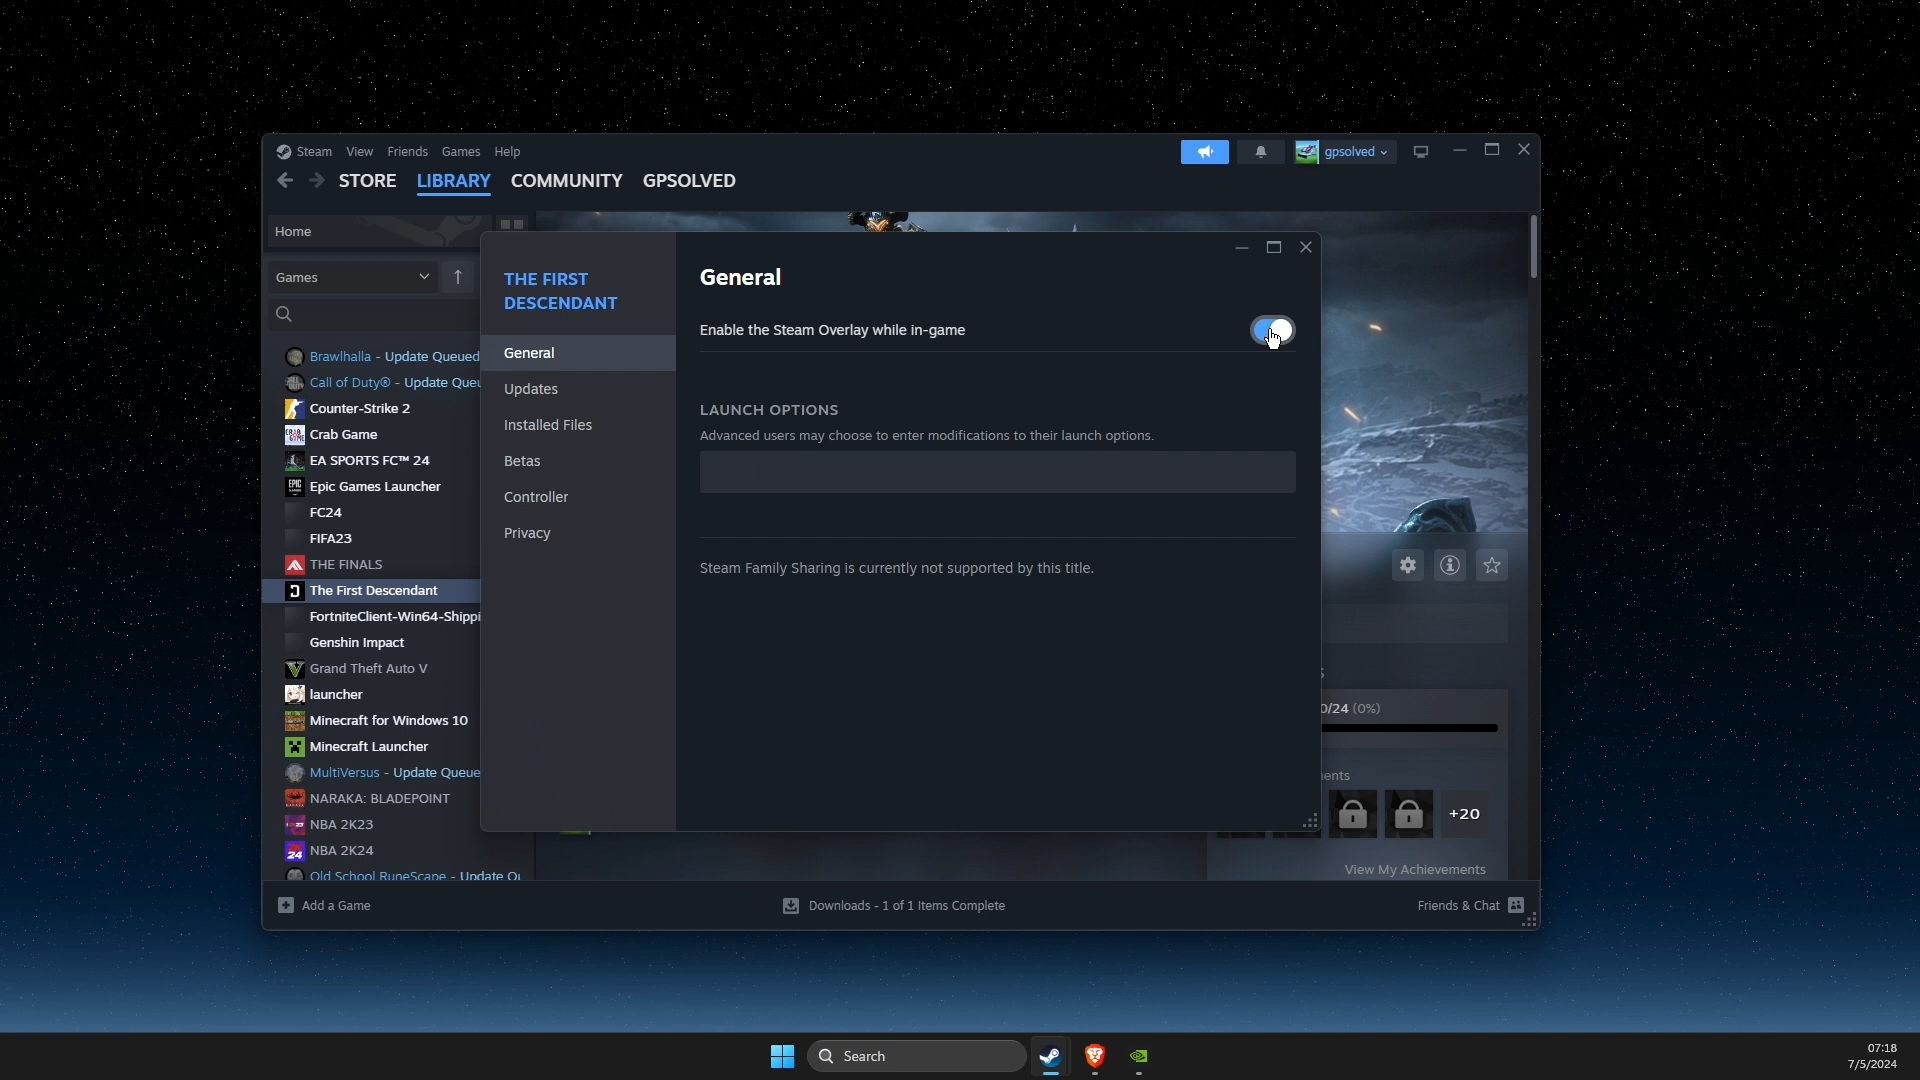 Steam View Friends Games Help
gpsolved
STORE LIBRARY COMMUNITY GPSOLVED
Home
Games
Brawlhalla - Update Queued
Call of Duty® - Update Queu
Counter-Strike 2
Crab Game
EA SPORTS FC™ 24
Epic Games Launcher
FC24
FIFA23
THE FINALS
The First Descendant
FortniteClient-Win64-Shippi
Genshin Impact
Grand Theft Auto V
launcher
Minecraft for Windows 10
Minecraft Launcher
MultiVersus - Update Queue
NARAKA: BLADEPOINT
NBA 2K23
NBA 2K24
Old School RuneScape - Update Qu
THE FIRST
DESCENDANT
General
Updates
Installed Files
Betas
Controller
Privacy
General
Enable the Steam Overlay while in-game
LAUNCH OPTIONS
Advanced users may choose to enter modifications to their launch options.
Steam Family Sharing is currently not supported by this title.
0/24 (0%)
ents
+20
View My Achievements
Add a Game
Downloads - 1 of 1 Items Complete
Friends & Chat
Search
07:18
7/5/2024